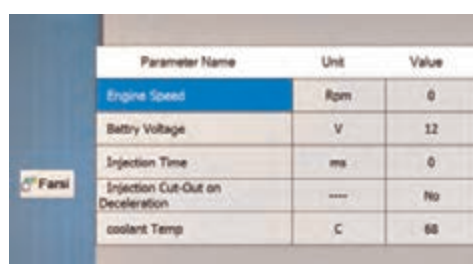 Parameter Name Unit Value
Engine Speed Rpm 0
Battry Voltage V 12
Injection Time ms 0
Farsi
Injection Cut-Out on
Deceleration ---- No
coolant Temp C 68